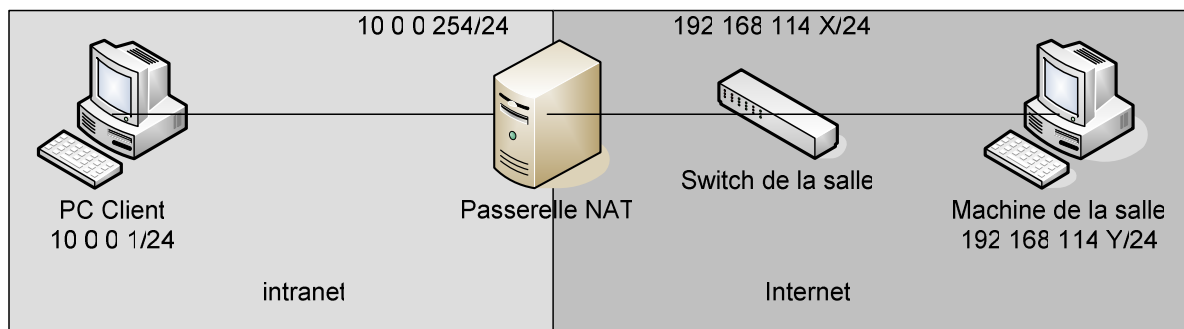 10 0 0 254/24
192 168 114 X/24
Switch de la salle
PC Client
10 0 0 1/24
Passerelle NAT
Machine de la salle
192 168 114 Y/24
intranet
Internet